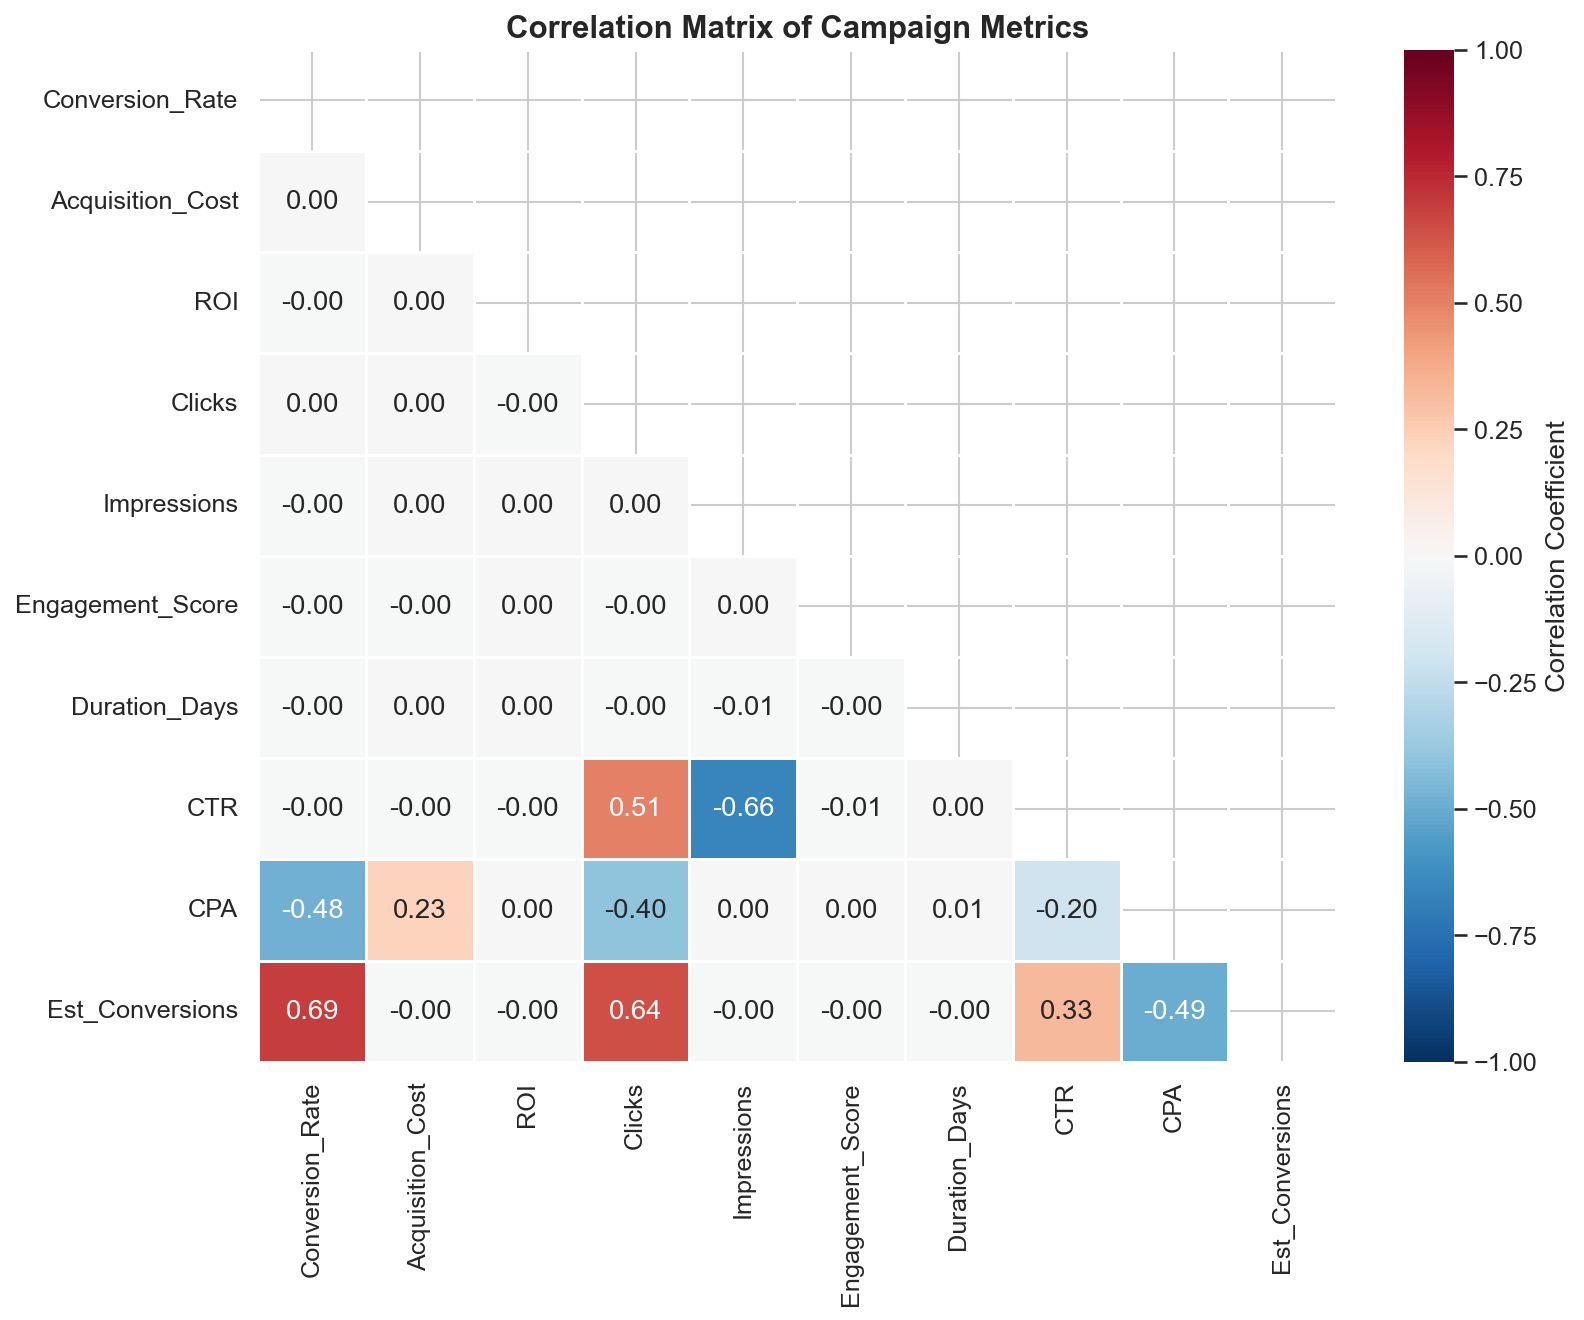 Correlation Matrix of Campaign Metrics
Conversion_Rate
Acquisition_Cost 0.00
ROI -0.00 0.00
Clicks 0.00 0.00 -0.00
Impressions -0.00 0.00 0.00 0.00
Engagement_Score -0.00 -0.00 0.00 -0.00 0.00
Duration_Days -0.00 0.00 0.00 -0.00 -0.01 -0.00
CTR -0.00 -0.00 -0.00 0.51 -0.66 -0.01 0.00
CPA -0.48 0.23 0.00 -0.40 0.00 0.00 0.01 -0.20
Est_Conversions 0.69 -0.00 -0.00 0.64 -0.00 -0.00 -0.00 0.33 -0.49
Conversion_Rate
Acquisition_Cost
ROI
Clicks
Impressions
Engagement_Score
Duration_Days
CTR
CPA
Est_Conversions
1.00
0.75
0.50
0.25
0.00
−0.25
−0.50
−0.75
−1.00
Correlation Coefficient